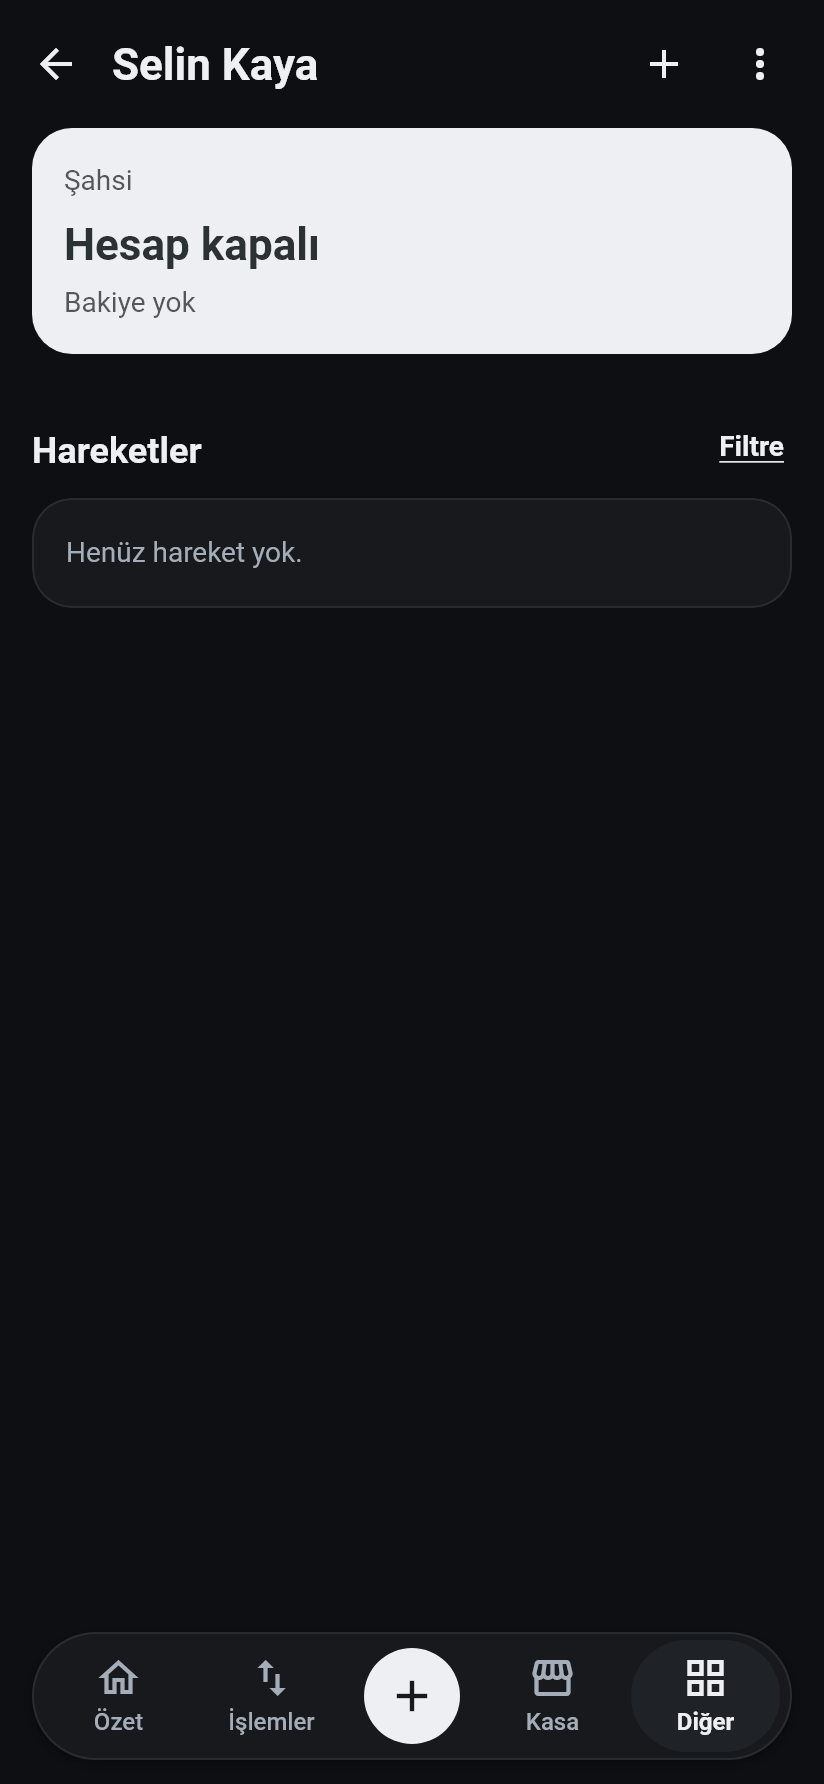 Selin Kaya
Şahsi
Hesap kapalı
Bakiye yok
Hareketler
Filtre
Henüz hareket yok.
Özet
İşlemler
Kasa
Diğer